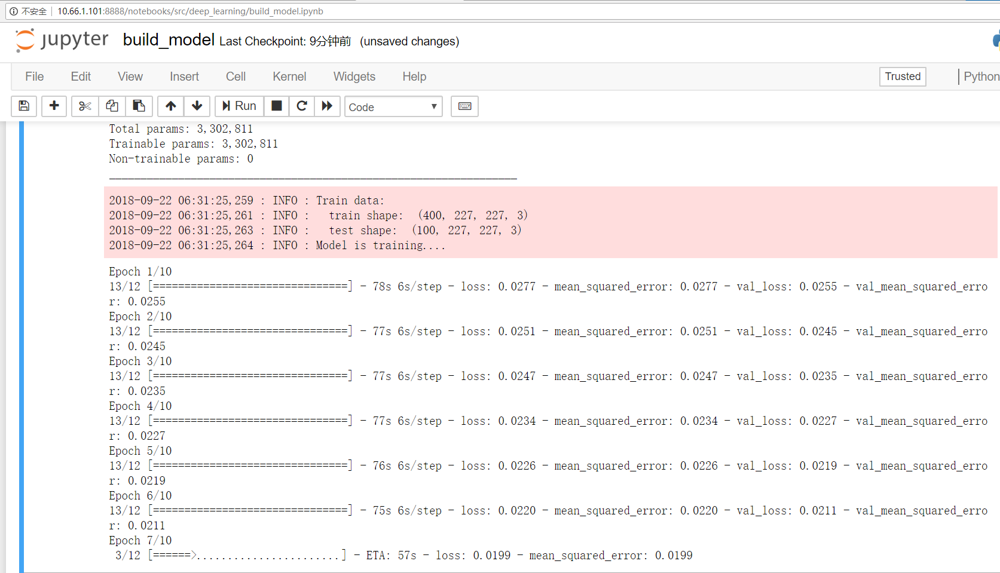 不安全 10.66.1.101:8888/notebooks/src/deep_learning/build_model.ipynb
jupyter build_model Last Checkpoint: 9分钟前 (unsaved changes)
File Edit View Insert Cell Kernel Widgets Help Trusted Python
Run Code
Total params: 3,302,811
Trainable params: 3,302,811
Non-trainable params: 0
_________________________________________________________________
2018-09-22 06:31:25,259 : INFO : Train data:
2018-09-22 06:31:25,261 : INFO :   train shape:  (400, 227, 227, 3)
2018-09-22 06:31:25,263 : INFO :   test shape:  (100, 227, 227, 3)
2018-09-22 06:31:25,264 : INFO : Model is training....
Epoch 1/10
13/12 [===============================] - 78s 6s/step - loss: 0.0277 - mean_squared_error: 0.0277 - val_loss: 0.0255 - val_mean_squared_erro
r: 0.0255
Epoch 2/10
13/12 [===============================] - 77s 6s/step - loss: 0.0251 - mean_squared_error: 0.0251 - val_loss: 0.0245 - val_mean_squared_erro
r: 0.0245
Epoch 3/10
13/12 [===============================] - 77s 6s/step - loss: 0.0247 - mean_squared_error: 0.0247 - val_loss: 0.0235 - val_mean_squared_erro
r: 0.0235
Epoch 4/10
13/12 [===============================] - 77s 6s/step - loss: 0.0234 - mean_squared_error: 0.0234 - val_loss: 0.0227 - val_mean_squared_erro
r: 0.0227
Epoch 5/10
13/12 [===============================] - 76s 6s/step - loss: 0.0226 - mean_squared_error: 0.0226 - val_loss: 0.0219 - val_mean_squared_erro
r: 0.0219
Epoch 6/10
13/12 [===============================] - 75s 6s/step - loss: 0.0220 - mean_squared_error: 0.0220 - val_loss: 0.0211 - val_mean_squared_erro
r: 0.0211
Epoch 7/10
3/12 [======>.......................] - ETA: 57s - loss: 0.0199 - mean_squared_error: 0.0199